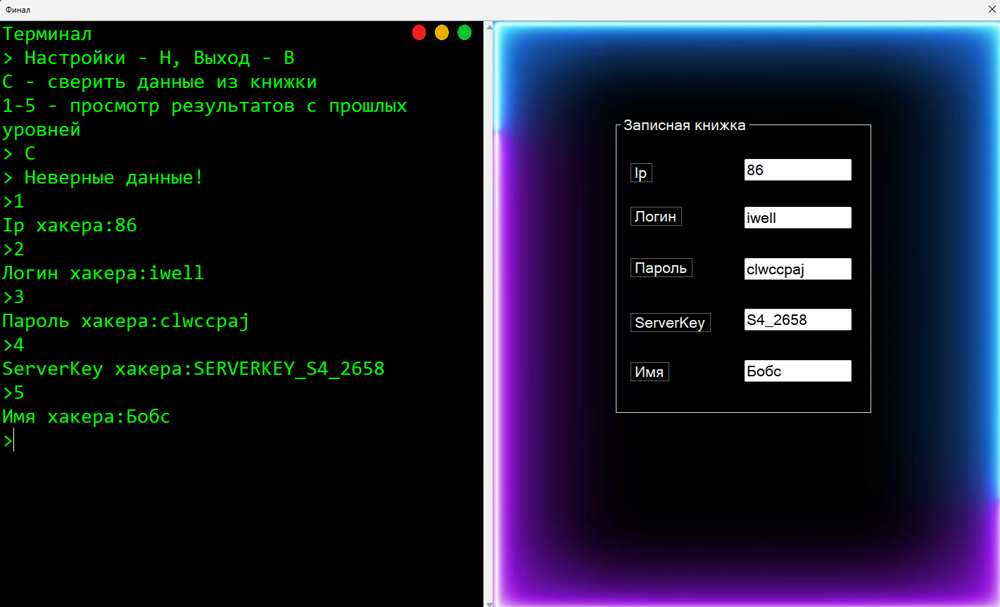 Финал
Терминал
> Настройки - Н, Выход - В
С - сверить данные из книжки
1-5 - просмотр результатов с прошлых
уровней
> С
> Неверные данные!
>1
Ip хакера:86
>2
Логин хакера:iwell
>3
Пароль хакера:clwccpaj
>4
ServerKey хакера:SERVERKEY_S4_2658
>5
Имя хакера:Бобс
>
Записная книжка
Ip 86
Логин iwell
Пароль clwccpaj
ServerKey S4_2658
Имя Бобс